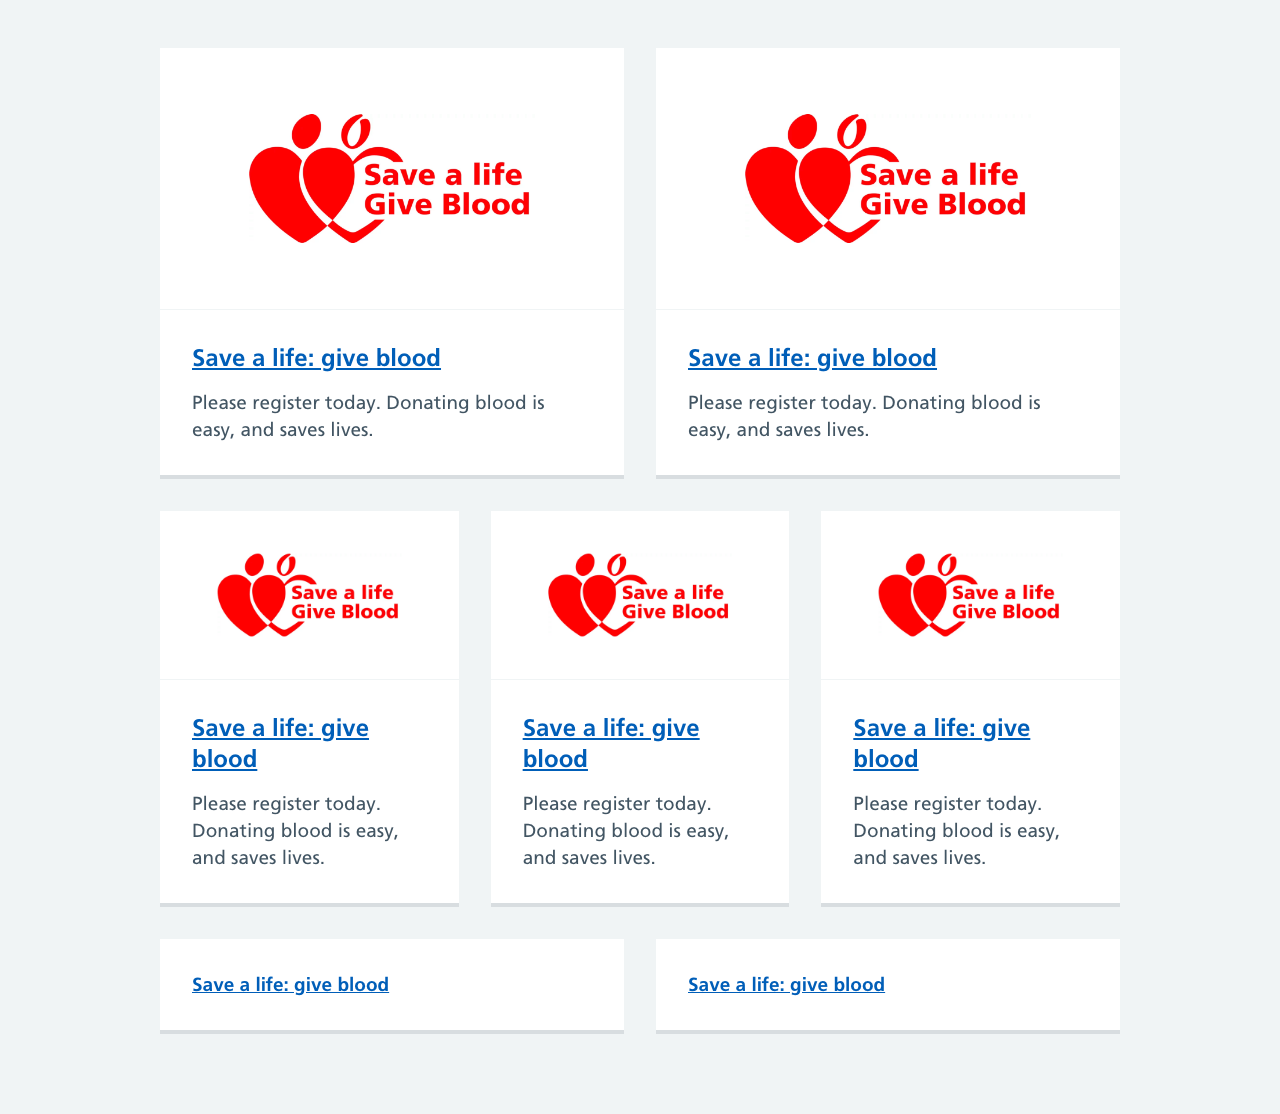 Save a life
Give Blood
Save a life: give blood
Please register today. Donating blood is
easy, and saves lives.
Save a life
Give Blood
Save a life: give blood
Please register today. Donating blood is
easy, and saves lives.
Save a life
Give Blood
Save a life: give
blood
Please register today.
Donating blood is easy,
and saves lives.
Save a life
Give Blood
Save a life: give
blood
Please register today.
Donating blood is easy,
and saves lives.
Save a life
Give Blood
Save a life: give
blood
Please register today.
Donating blood is easy,
and saves lives.
Save a life: give blood
Save a life: give blood